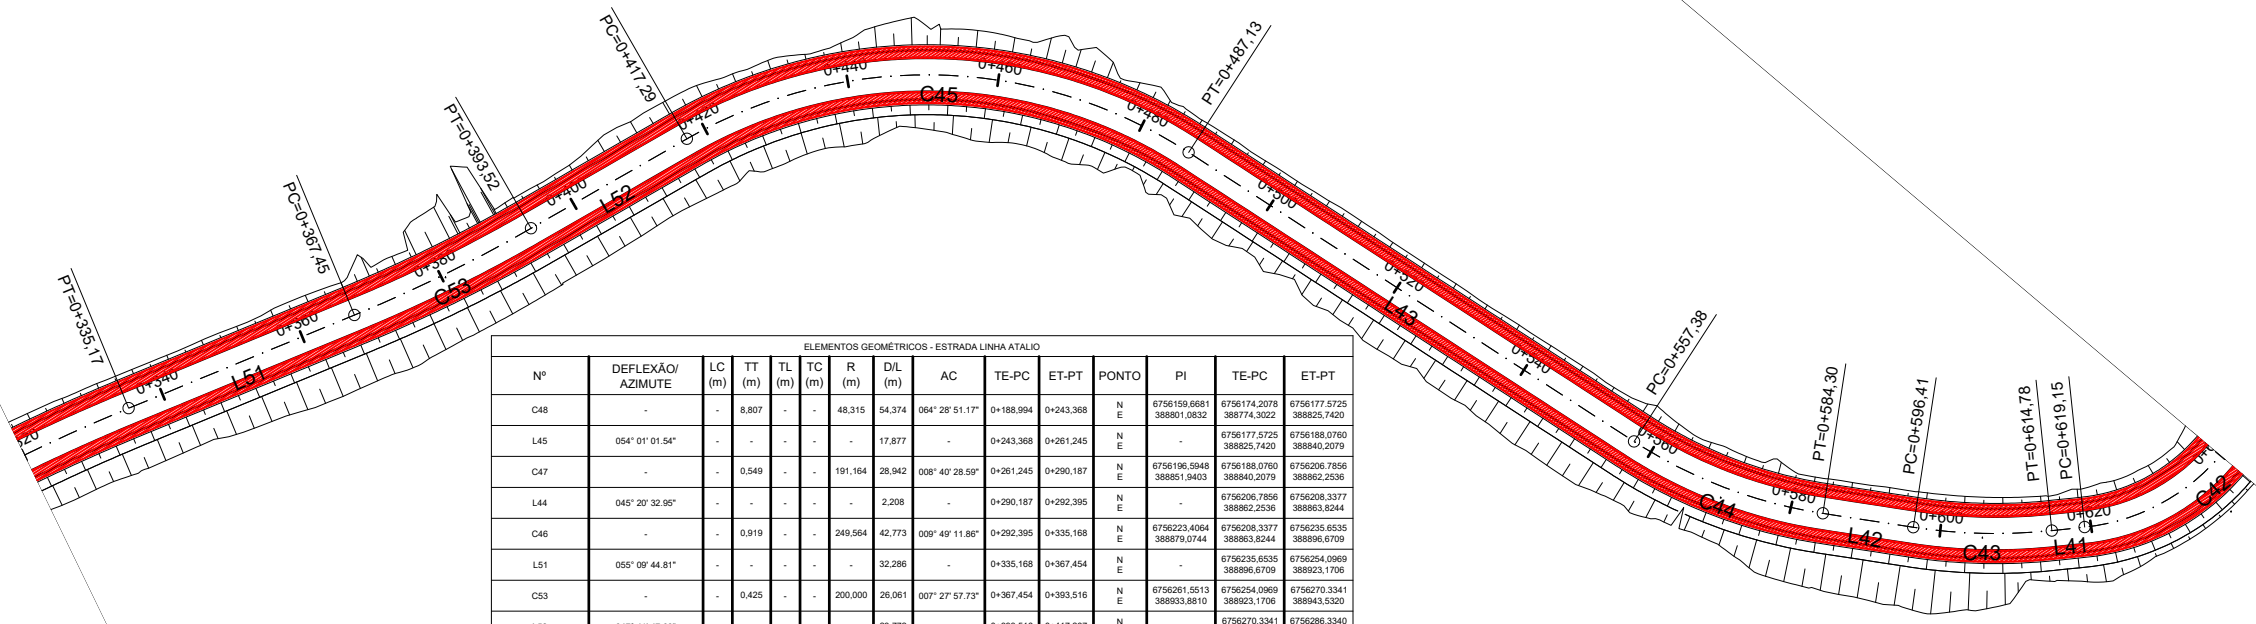 PC=0+417,29
PT=0+487,13
PT=0+393,52
PC=0+367,45
PT=0+335,17
PC=0+557,38
PT=0+584,30
PC=0+596,41
PT=0+614,78
PC=0+619,15
0+340
0+360
0+380
0+400
0+420
0+440
0+460
0+480
0+500
0+520
0+540
0+560
0+580
0+600
0+620
L51
C53
L52
C45
L43
C44
L42
C43
L41
C42
ELEMENTOS GEOMÉTRICOS - ESTRADA LINHA ATALIO
Nº DEFLEXÃO/ AZIMUTE LC (m) TT (m) TL (m) TC (m) R (m) D/L (m) AC TE-PC ET-PT PONTO PI TE-PC ET-PT
C48 - - 8,807 - - 48,315 54,374 064° 28' 51.17" 0+188,994 0+243,368 N 6756159,6681 6756174,2078 6756177.5725
E 388801,0832 388774,3022 388825,7420
L45 054° 01' 01.54" - - - - - 17,877 - 0+243,368 0+261,245 N - 6756177,5725 6756188,0760
E 388825,7420 388840,2079
C47 - - 0,549 - - 191,164 28,942 008° 40' 28.59" 0+261,245 0+290,187 N 6756196,5948 6756188,0760 6756206.7856
E 388851,9403 388840,2079 388862,2536
L44 045° 20' 32.95" - - - - - 2,208 - 0+290,187 0+292,395 N - 6756206,7856 6756208,3377
E 388862,2536 388863,8244
C46 - - 0,919 - - 249,564 42,773 009° 49' 11.86" 0+292,395 0+335,168 N 6756223,4064 6756208,3377 6756235.6535
E 388879,0744 388863,8244 388896,6709
L51 055° 09' 44.81" - - - - - 32,286 - 0+335,168 0+367,454 N - 6756235,6535 6756254,0969
E 388896,6709 388923,1706
C53 - - 0,425 - - 200,000 26,061 007° 27' 57.73" 0+367,454 0+393,516 N 6756261,5513 6756254,0969 6756270.3341
E 388933,8810 388923,1706 388943,5320
N 6756270,3341 6756286,3340